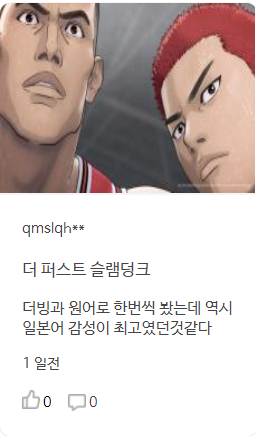 qmslqh**
더 퍼스트 슬램덩크
더빙과 원어로 한번씩 봤는데 역시
일본어 감성이 최고였던것같다
1 일전
0 0